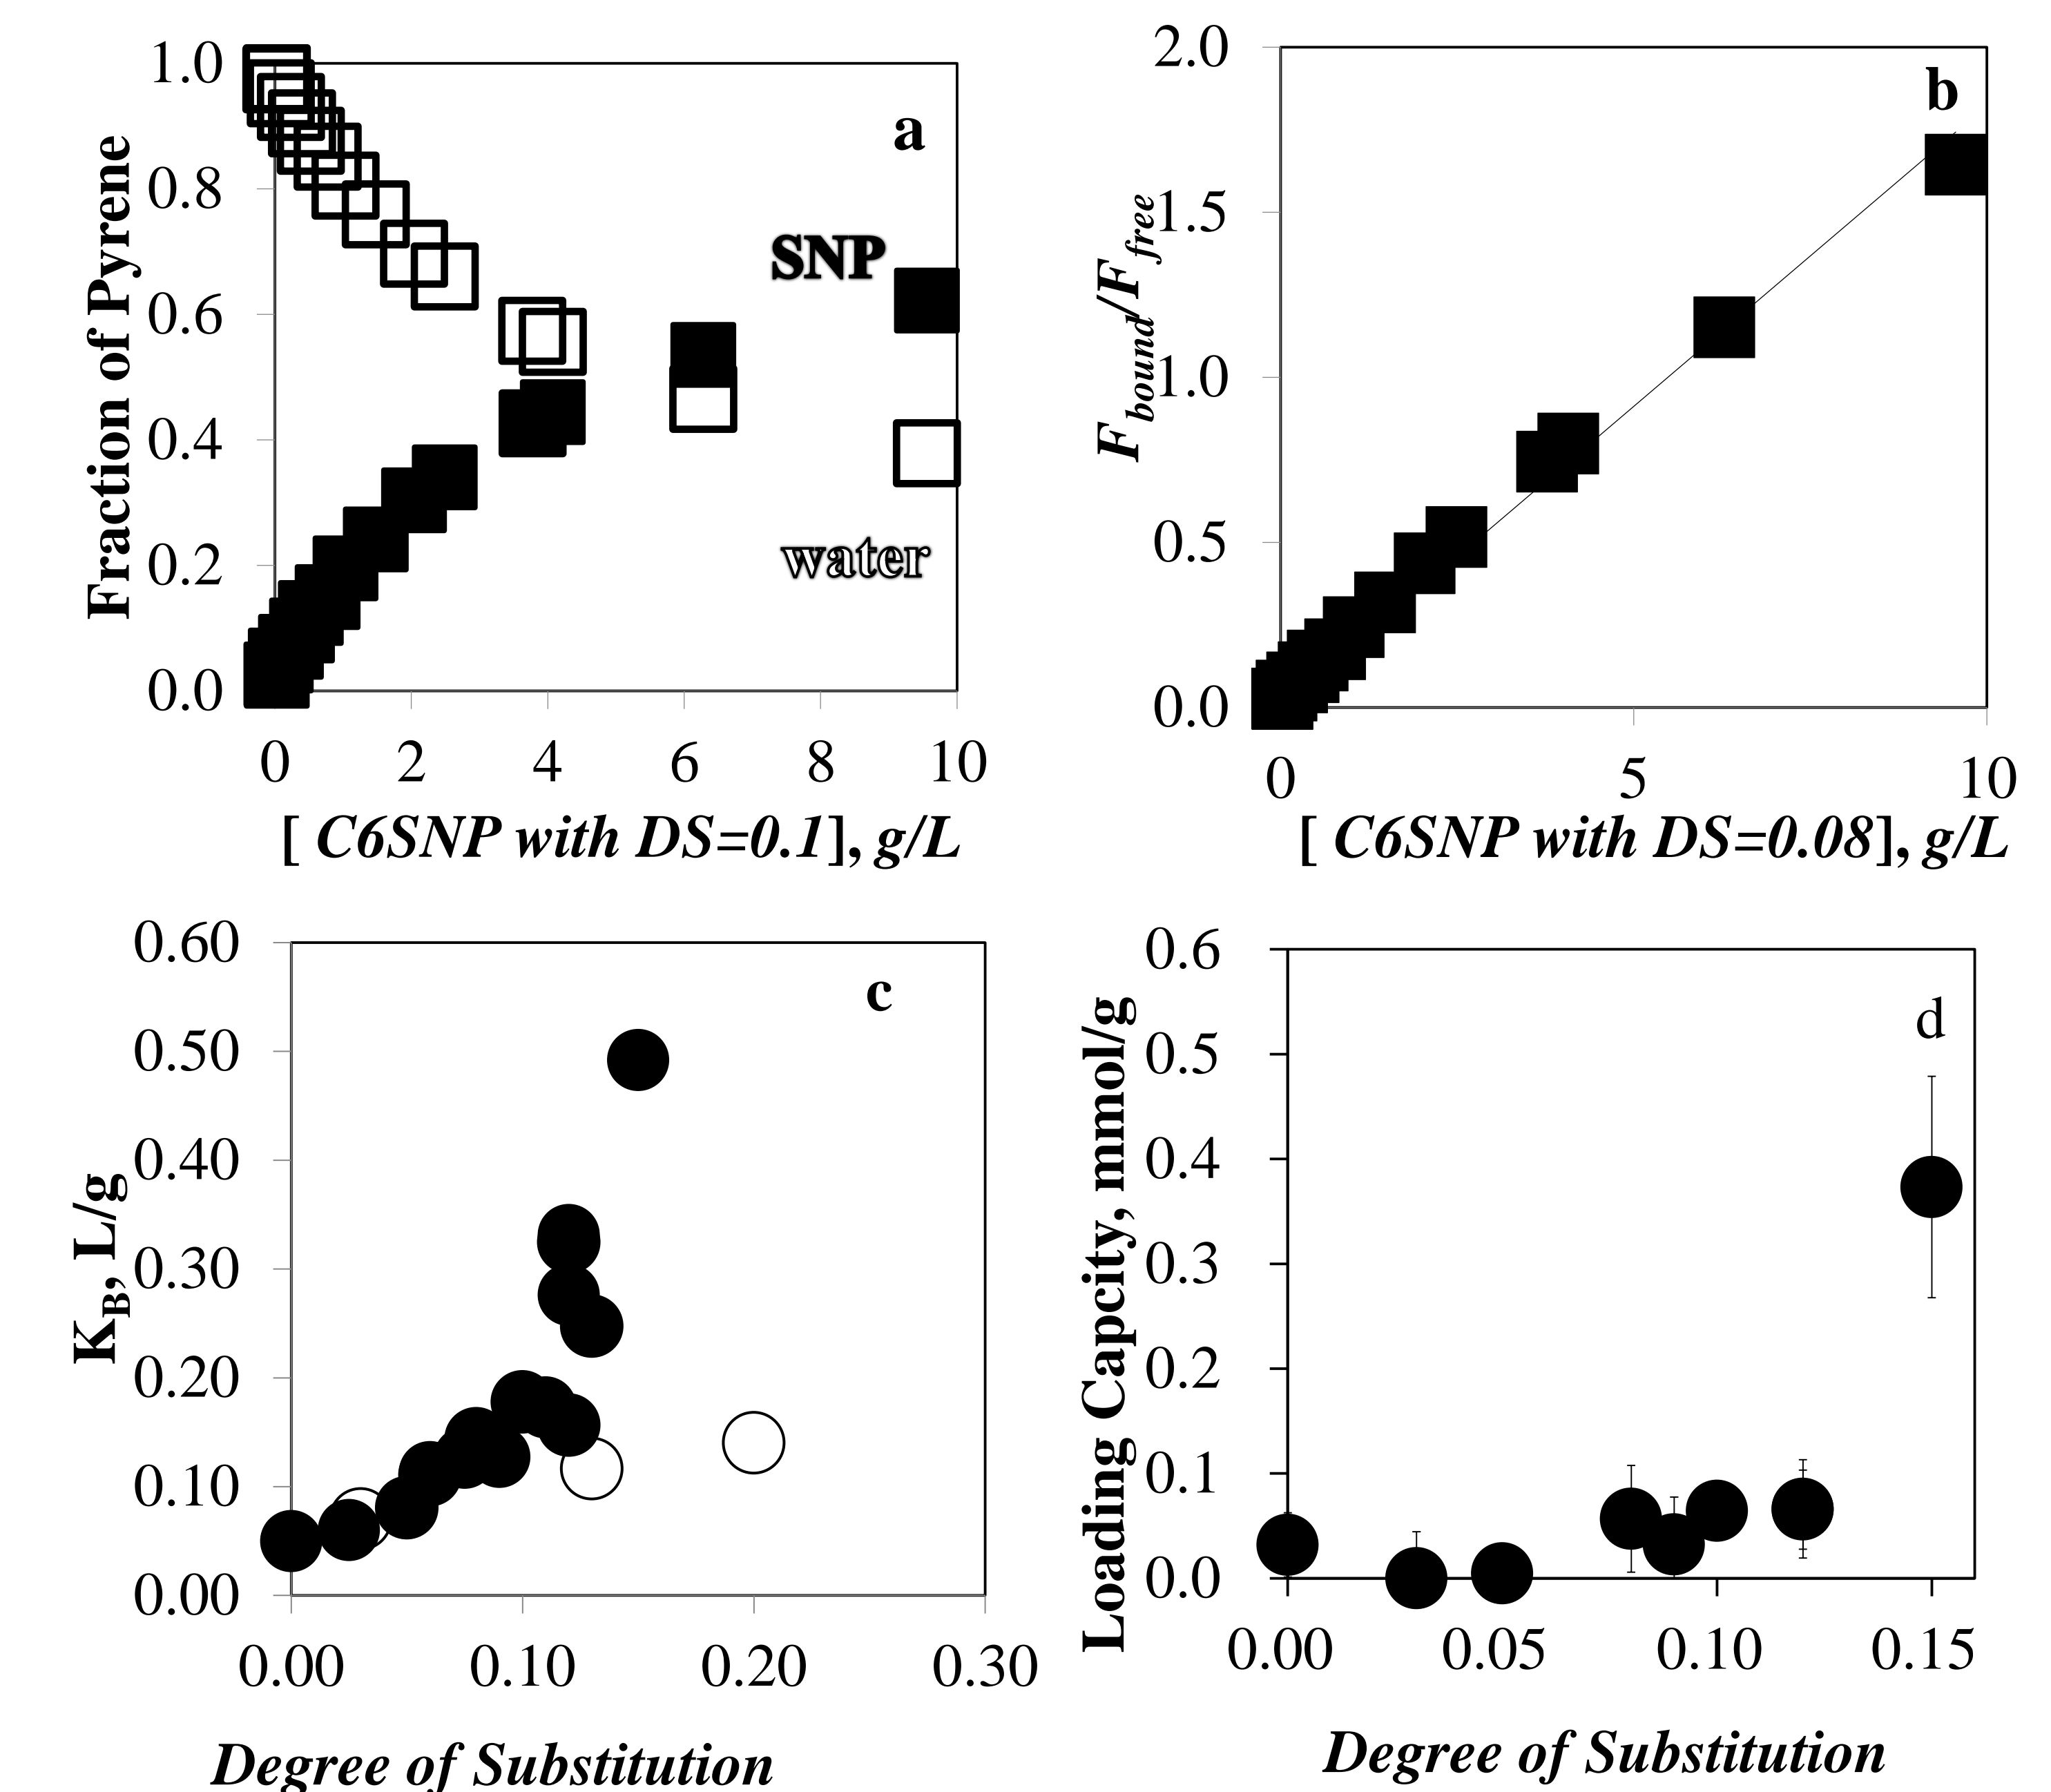 1.0
0.8
0.6
0.4
0.2
0.0
Fraction of Pyrene
a
SNP
water
0 2 4 6 8 10
[ C6SNP with DS=0.1], g/L
2.0
1.5
1.0
0.5
0.0
Fbound/Ffree
b
0 5 10
[ C6SNP with DS=0.08], g/L
0.60
0.50
0.40
0.30
0.20
0.10
0.00
KB, L/g
c
0.00 0.10 0.20 0.30
Degree of Substitution
0.6
0.5
0.4
0.3
0.2
0.1
0.0
Loading Capcity, mmol/g
d
0.00 0.05 0.10 0.15
Degree of Substitution